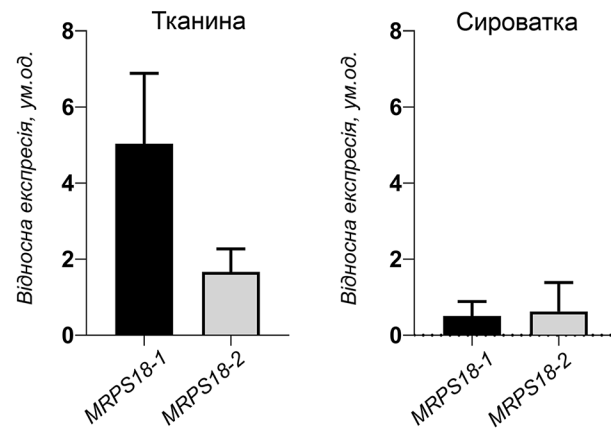 Тканина
Відносна експресія, ум.од.
8
6
4
2
0
MRPS18-1
MRPS18-2
Сироватка
Відносна експресія, ум.од.
8
6
4
2
0
MRPS18-1
MRPS18-2